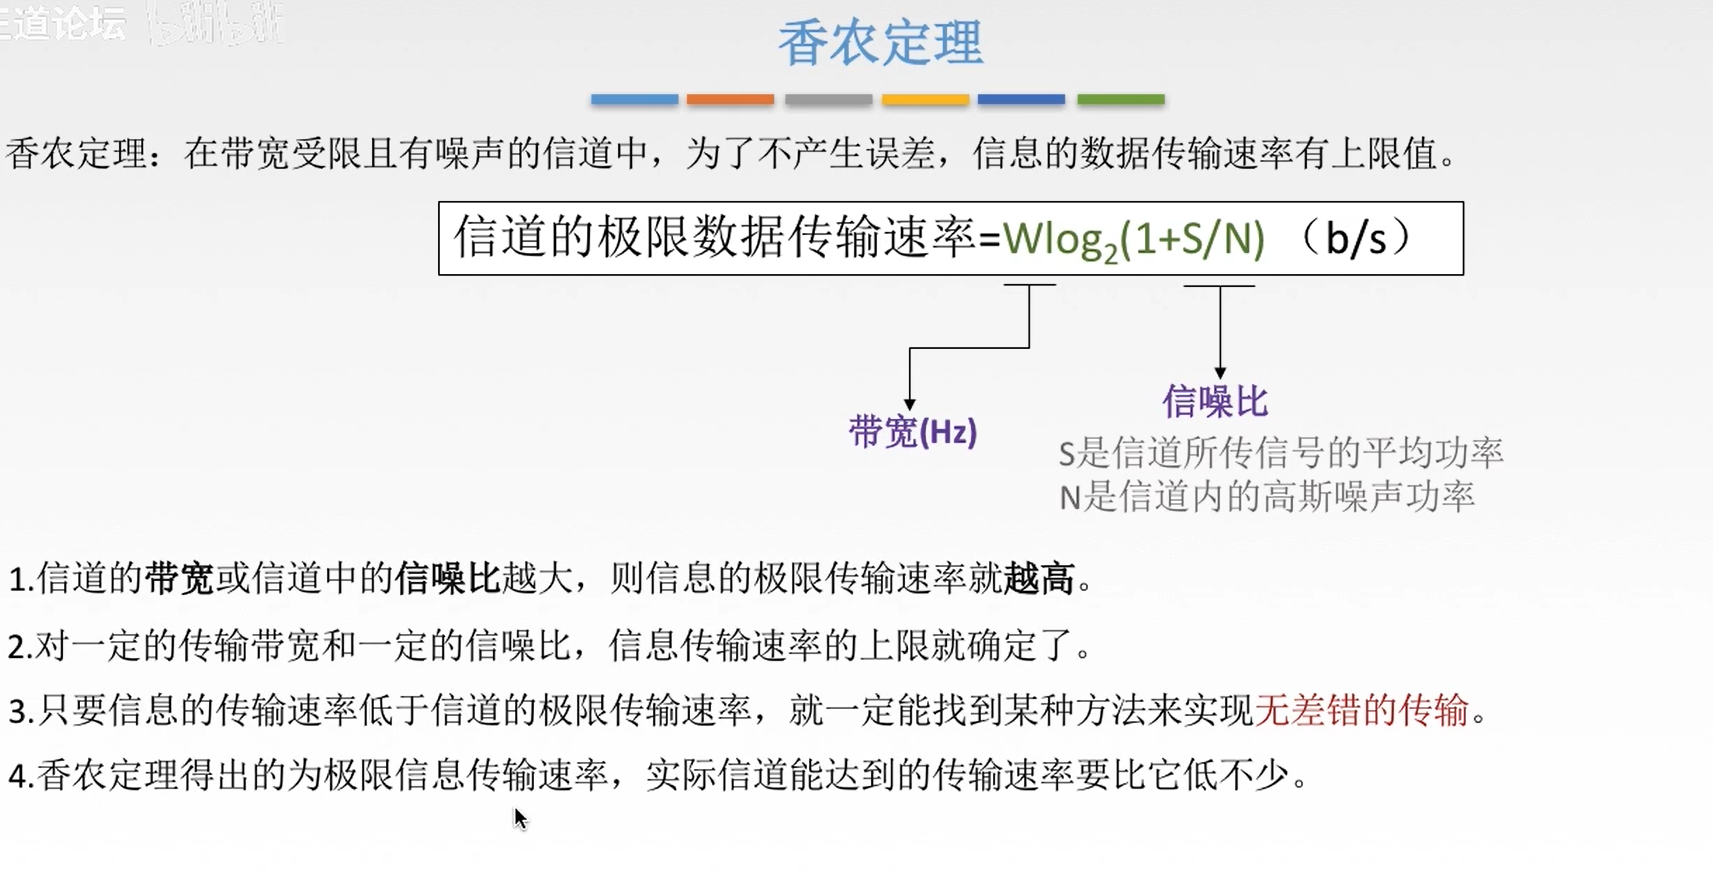 王道论坛 bilibili
香农定理
香农定理：在带宽受限且有噪声的信道中，为了不产生误差，信息的数据传输速率有上限值。
信道的极限数据传输速率=Wlog₂(1+S/N) （b/s）
带宽(Hz)
信噪比
S是信道所传信号的平均功率
N是信道内的高斯噪声功率
1.信道的带宽或信道中的信噪比越大，则信息的极限传输速率就越高。
2.对一定的传输带宽和一定的信噪比，信息传输速率的上限就确定了。
3.只要信息的传输速率低于信道的极限传输速率，就一定能找到某种方法来实现无差错的传输。
4.香农定理得出的为极限信息传输速率，实际信道能达到的传输速率要比它低不少。